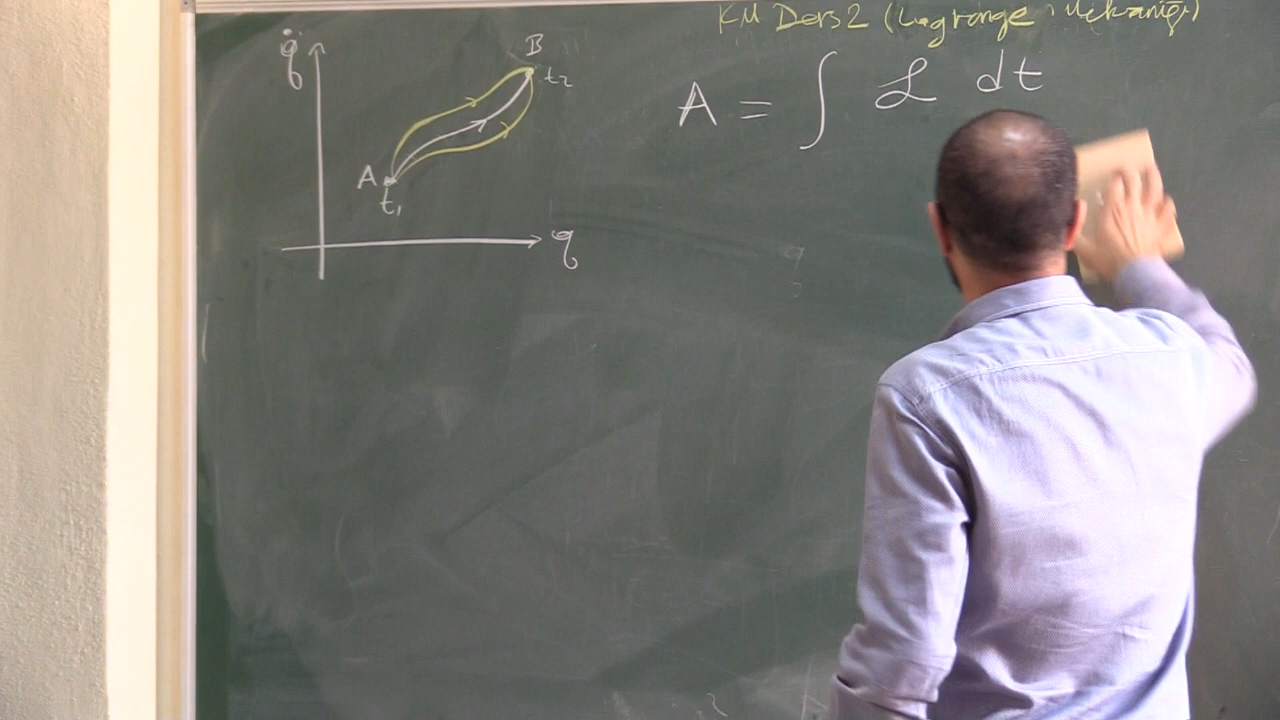 KM Ders 2 (Lagrange Mekaniği)
A = ∫ ℒ dt
q̇
B
t₂
A
t₁
q